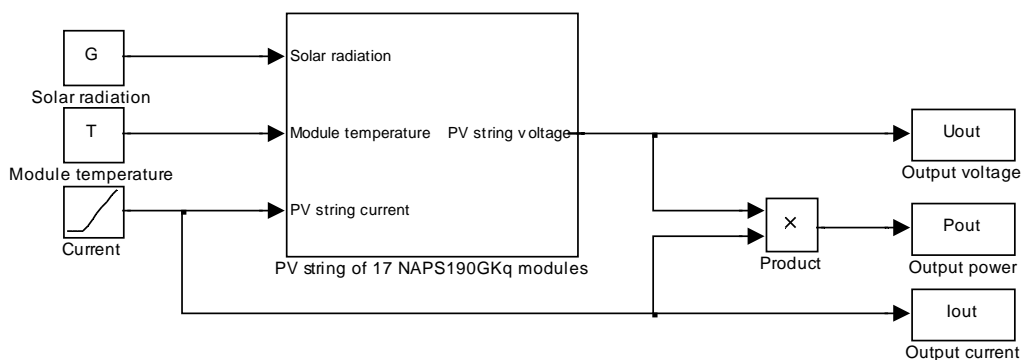 G
Solar radiation
T
Module temperature
Current
Solar radiation
Module temperature
PV string current
PV string voltage
PV string of 17 NAPS190GKq modules
×
Product
Uout
Output voltage
Pout
Output power
Iout
Output current